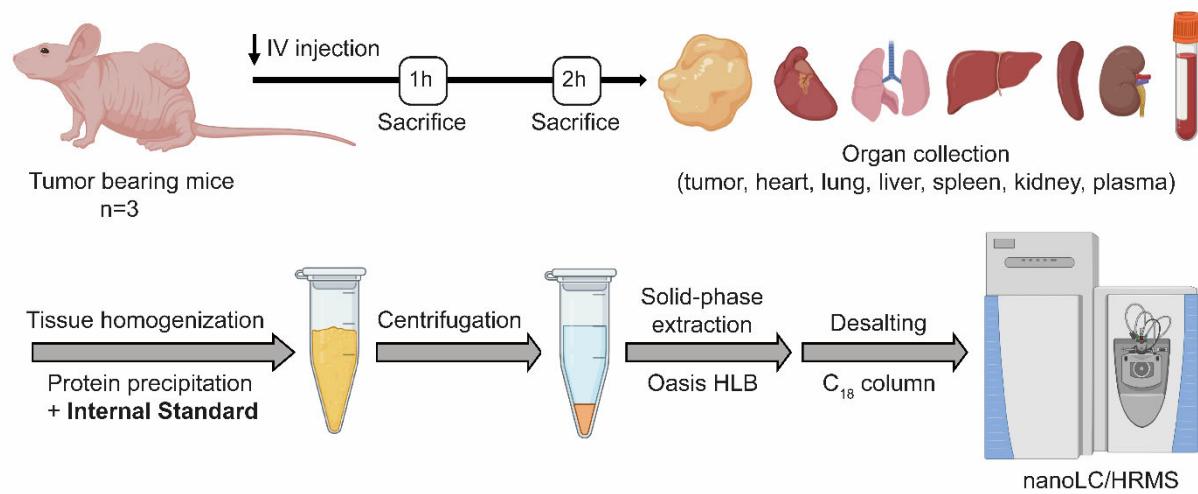 IV injection
1h
2h
Sacrifice
Sacrifice
Tumor bearing mice
n=3
Organ collection
(tumor, heart, lung, liver, spleen, kidney, plasma)
Tissue homogenization
Protein precipitation
+ Internal Standard
Centrifugation
Solid-phase
extraction
Oasis HLB
Desalting
C₁₈ column
nanoLC/HRMS